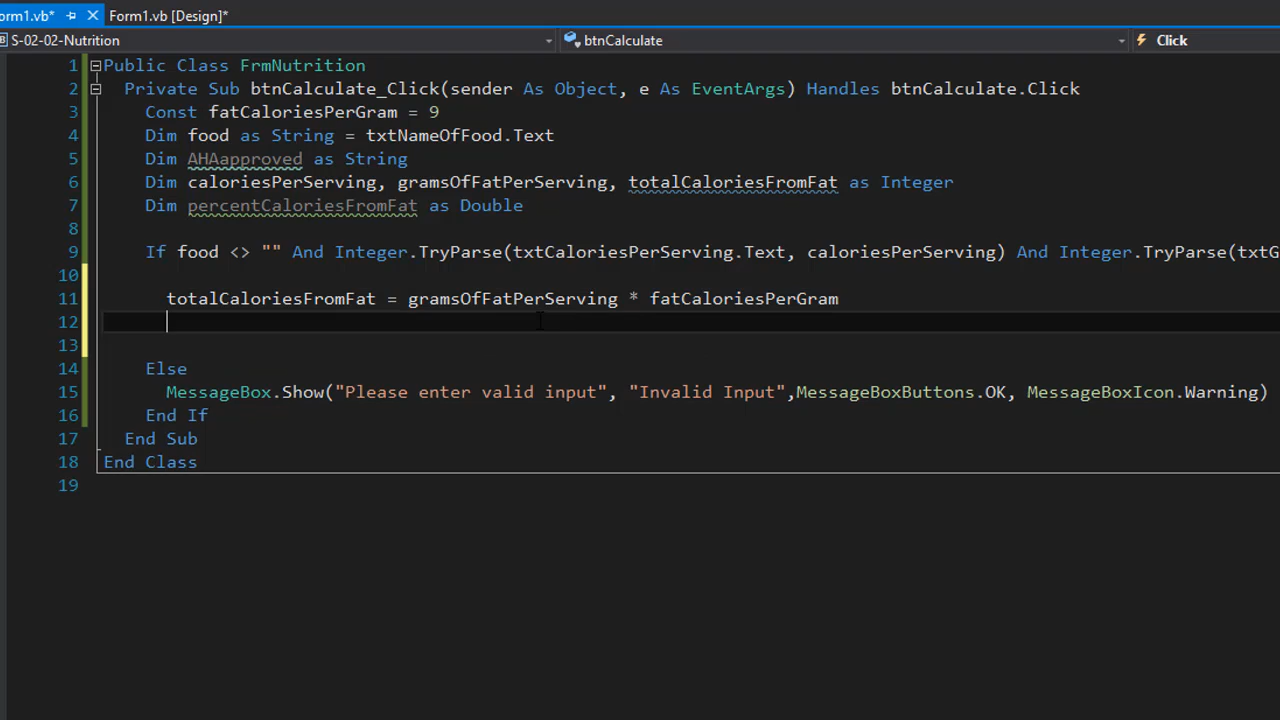 orm1.vb*
Form1.vb [Design]*
S-02-02-Nutrition
btnCalculate
Click
1 Public Class FrmNutrition
2 Private Sub btnCalculate_Click(sender As Object, e As EventArgs) Handles btnCalculate.Click
3 Const fatCaloriesPerGram = 9
4 Dim food as String = txtNameOfFood.Text
5 Dim AHAapproved as String
6 Dim caloriesPerServing, gramsOfFatPerServing, totalCaloriesFromFat as Integer
7 Dim percentCaloriesFromFat as Double
8
9 If food <> "" And Integer.TryParse(txtCaloriesPerServing.Text, caloriesPerServing) And Integer.TryParse(txtG
10
11 totalCaloriesFromFat = gramsOfFatPerServing * fatCaloriesPerGram
12
13
14 Else
15 MessageBox.Show("Please enter valid input", "Invalid Input",MessageBoxButtons.OK, MessageBoxIcon.Warning)
16 End If
17 End Sub
18 End Class
19